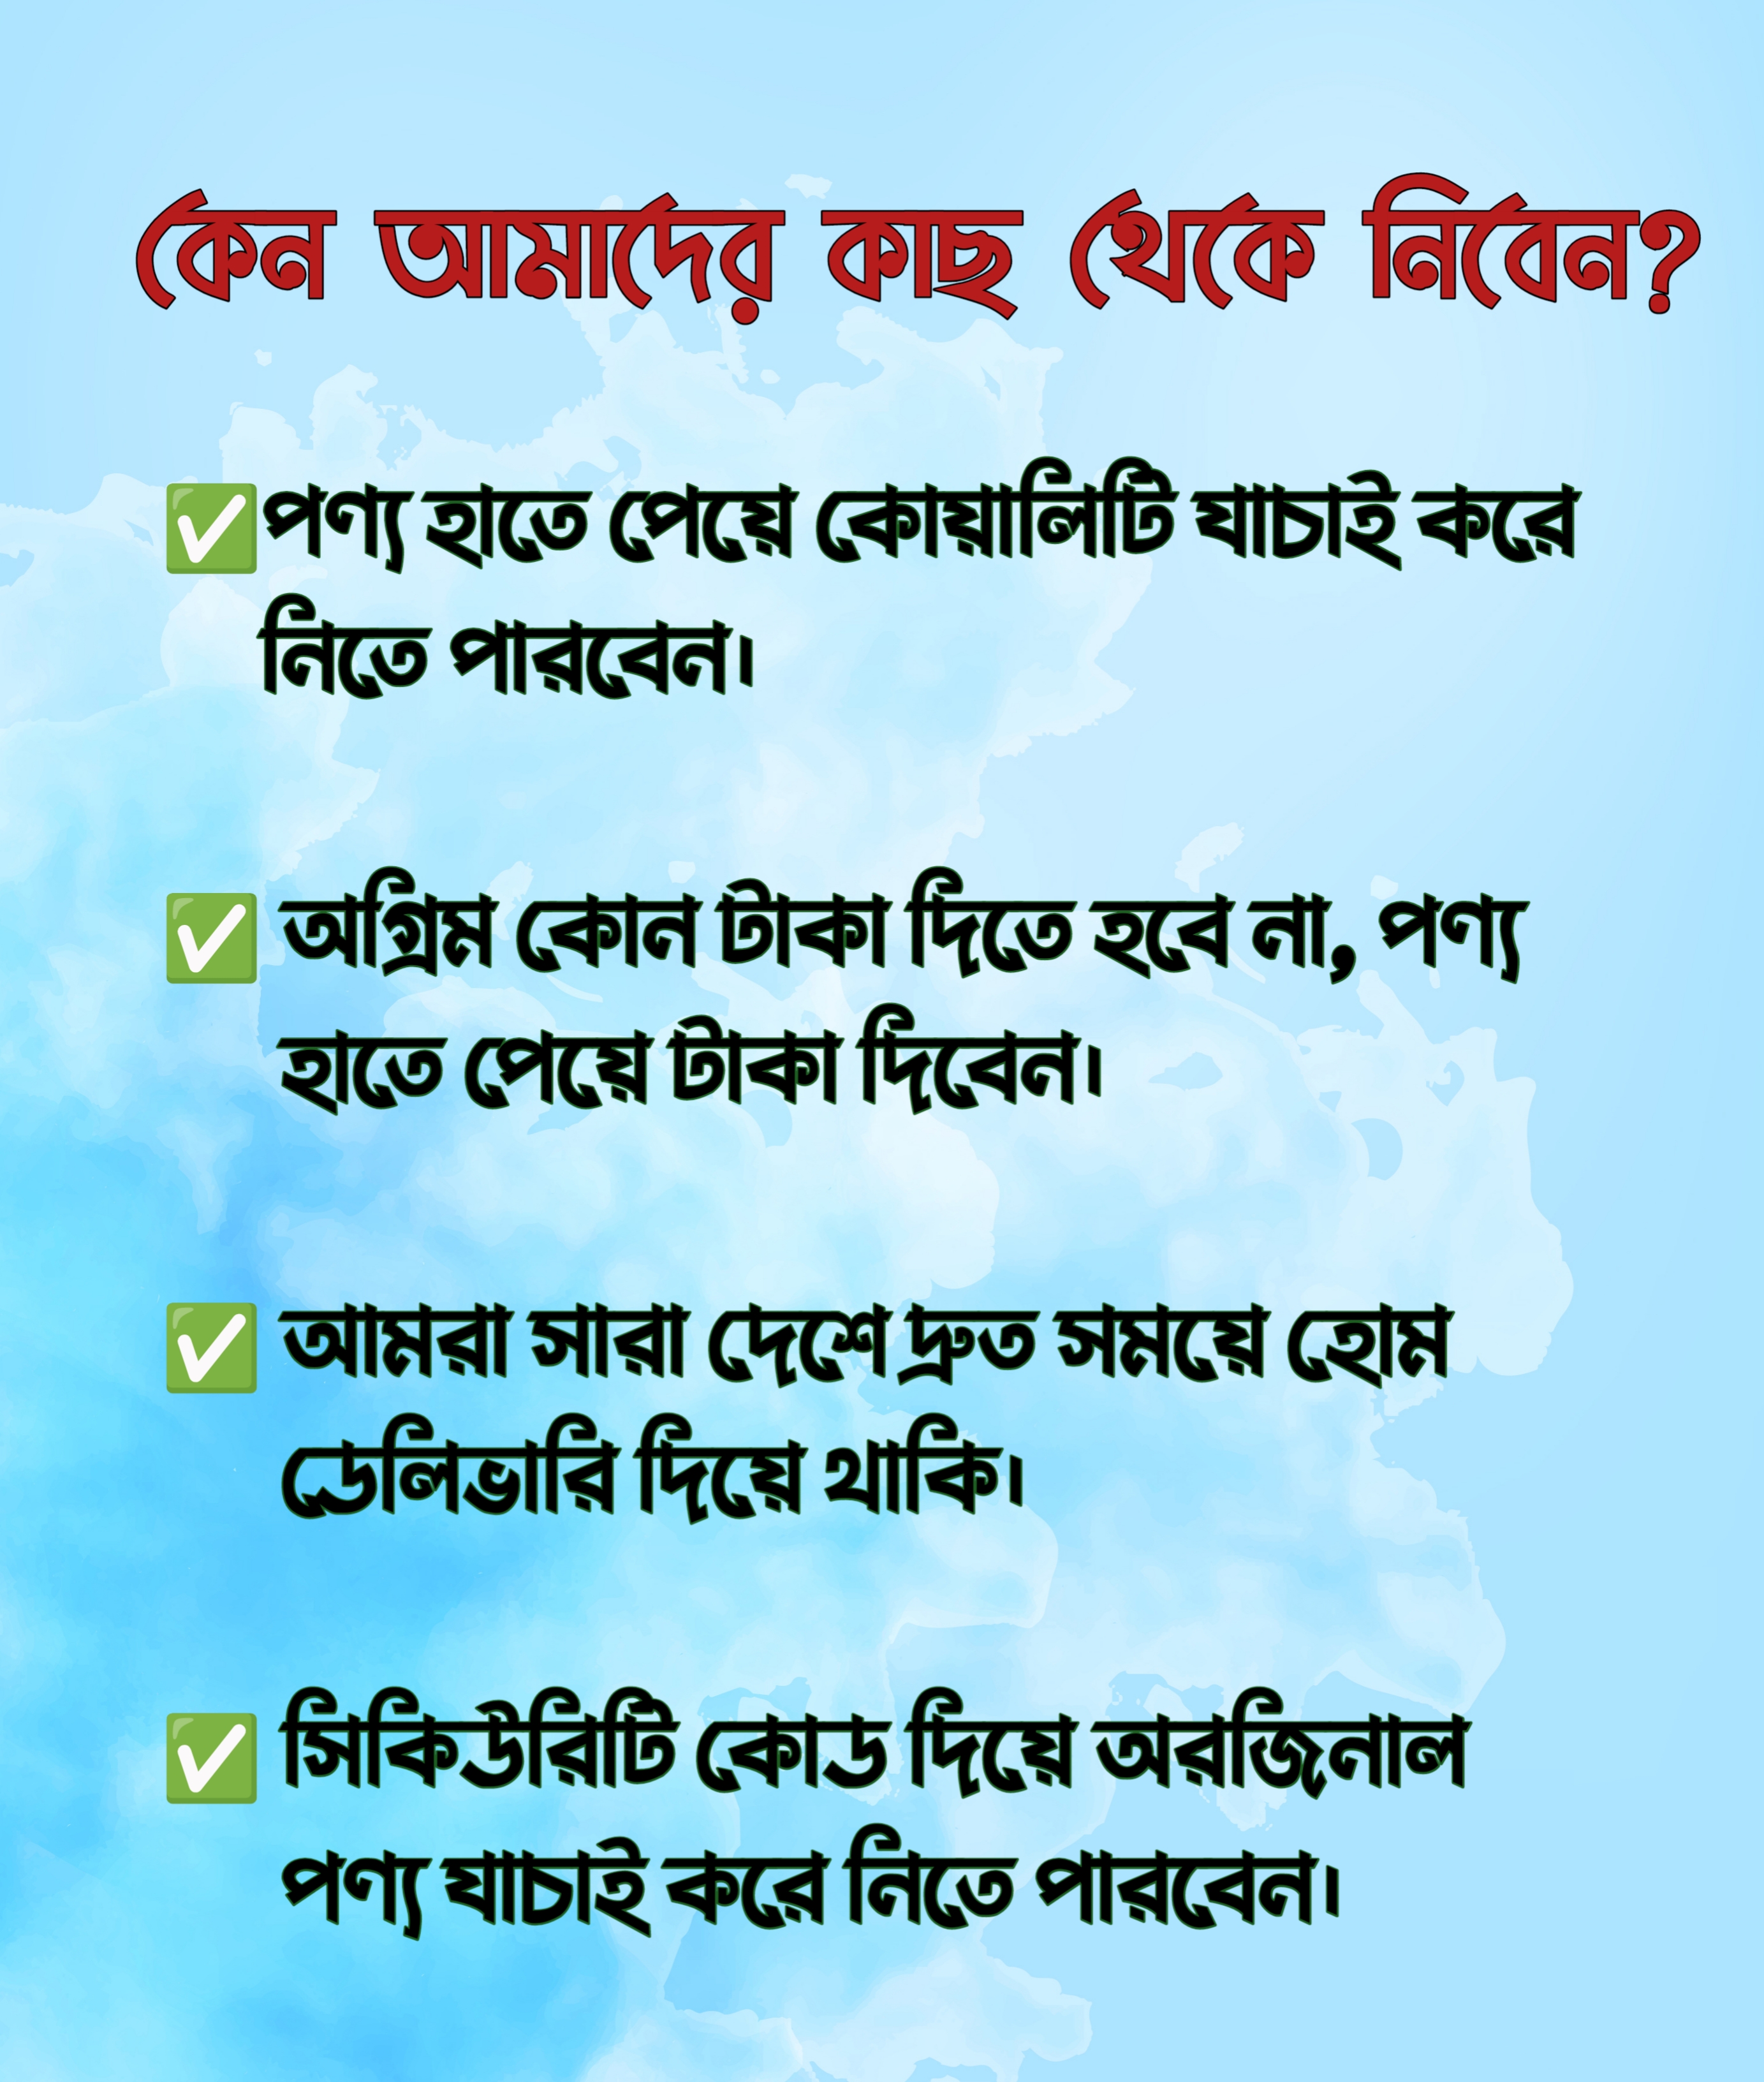 কেন আমাদের কাছ থেকে নিবেন?
✅পণ্য হাতে পেয়ে কোয়ালিটি যাচাই করে
নিতে পারবেন।
✅ অগ্রিম কোন টাকা দিতে হবে না, পণ্য
হাতে পেয়ে টাকা দিবেন।
✅ আমরা সারা দেশে দ্রুত সময়ে হোম
ডেলিভারি দিয়ে থাকি।
✅ সিকিউরিটি কোড দিয়ে অরজিনাল
পণ্য যাচাই করে নিতে পারবেন।